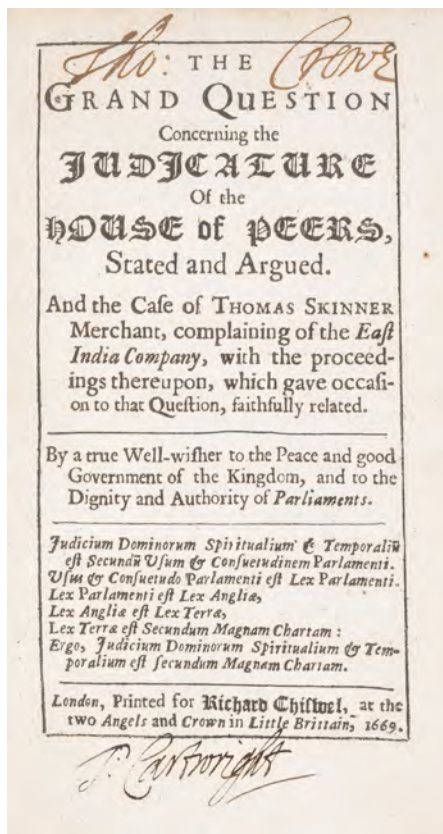 Tho: Crewe
THE
GRAND QUESTION
Concerning the
JUDICATURE
Of the
HOUSE of PEERS,
Stated and Argued.
And the Caſe of THOMAS SKINNER
Merchant, complaining of the Eaſt
India Company, with the proceed-
ings thereupon, which gave occaſi-
on to that Queſtion, faithfully related.
By a true Well-wiſher to the Peace and good
Government of the Kingdom, and to the
Dignity and Authority of Parliaments.
Judicium Dominorum Spiritualium & Temporaliũ
eſt Secundũ Uſum & Conſuetudinem Parlamenti.
Uſus & Conſuetudo Parlamenti eſt Lex Parlamenti.
Lex Parlamenti eſt Lex Angliæ,
Lex Angliæ eſt Lex Terræ,
Lex Terræ eſt Secundum Magnam Chartam:
Ergo, Judicium Dominorum Spiritualium & Tem-
poralium eſt ſecundum Magnam Chartam.
London, Printed for Richard Chiſwel, at the
two Angels and Crown in Little Brittain, 1669.
Cartwright